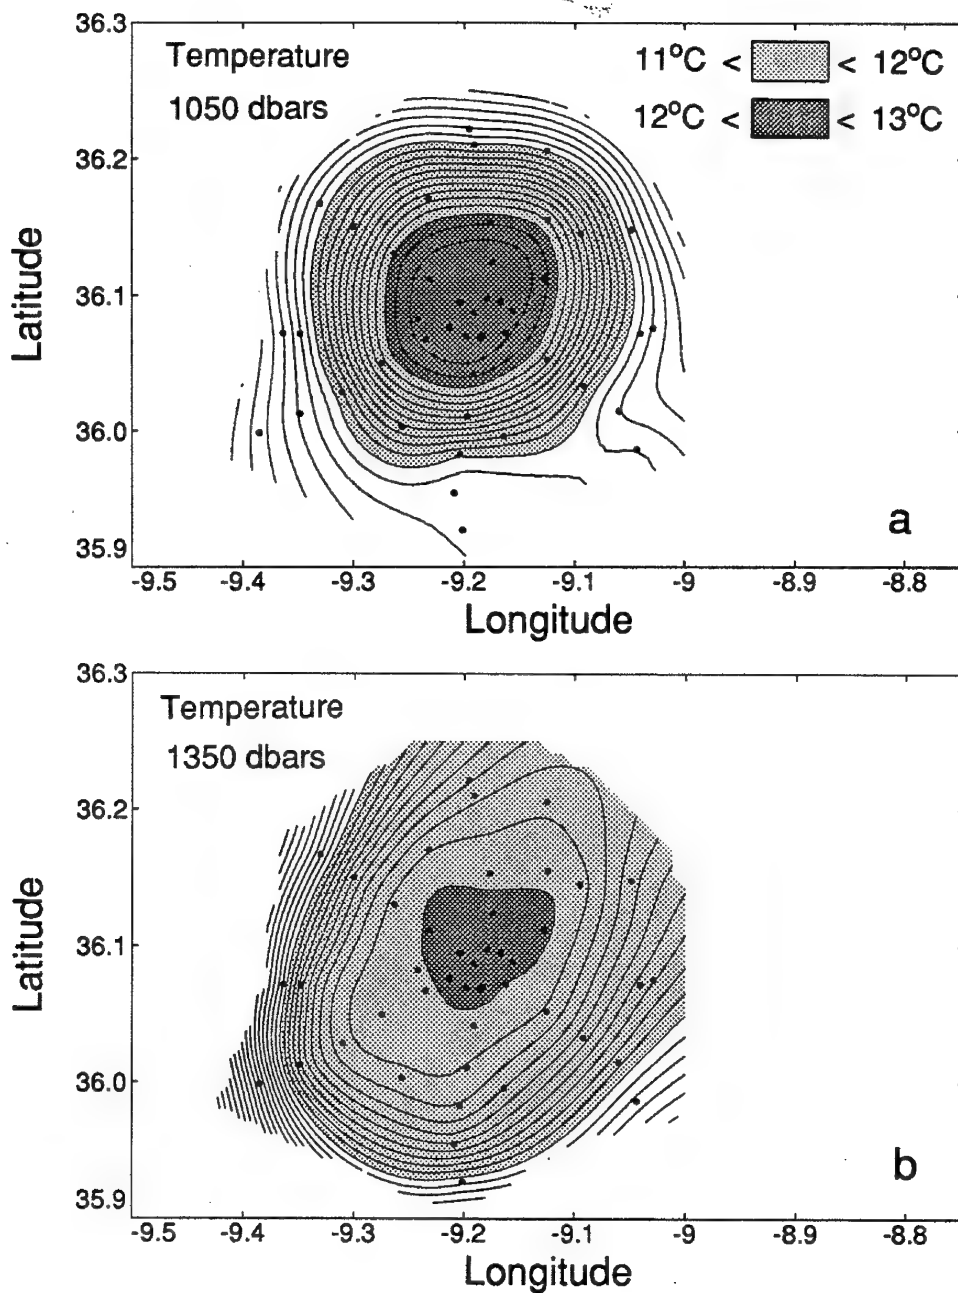 36.3
Temperature
1050 dbars
11°C < < 12°C
12°C < < 13°C
36.2
36.1
36.0
35.9
Latitude
a
-9.5 -9.4 -9.3 -9.2 -9.1 -9 -8.9 -8.8
Longitude
36.3
Temperature
1350 dbars
36.2
36.1
36.0
35.9
Latitude
b
-9.5 -9.4 -9.3 -9.2 -9.1 -9 -8.9 -8.8
Longitude